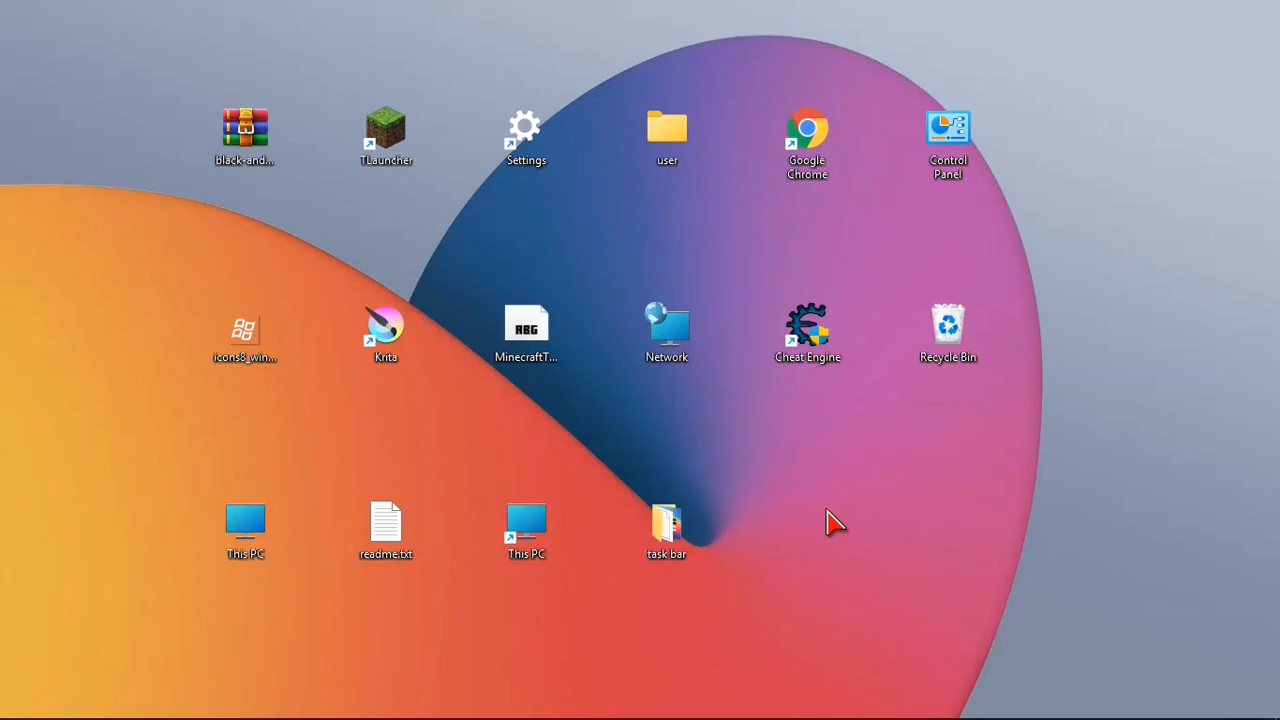 black-and...
TLauncher
Settings
user
Google
Chrome
Control
Panel
icons8_win...
Krita
ABG
MinecraftT...
Network
Cheat Engine
Recycle Bin
This PC
readme.txt
This PC
task bar